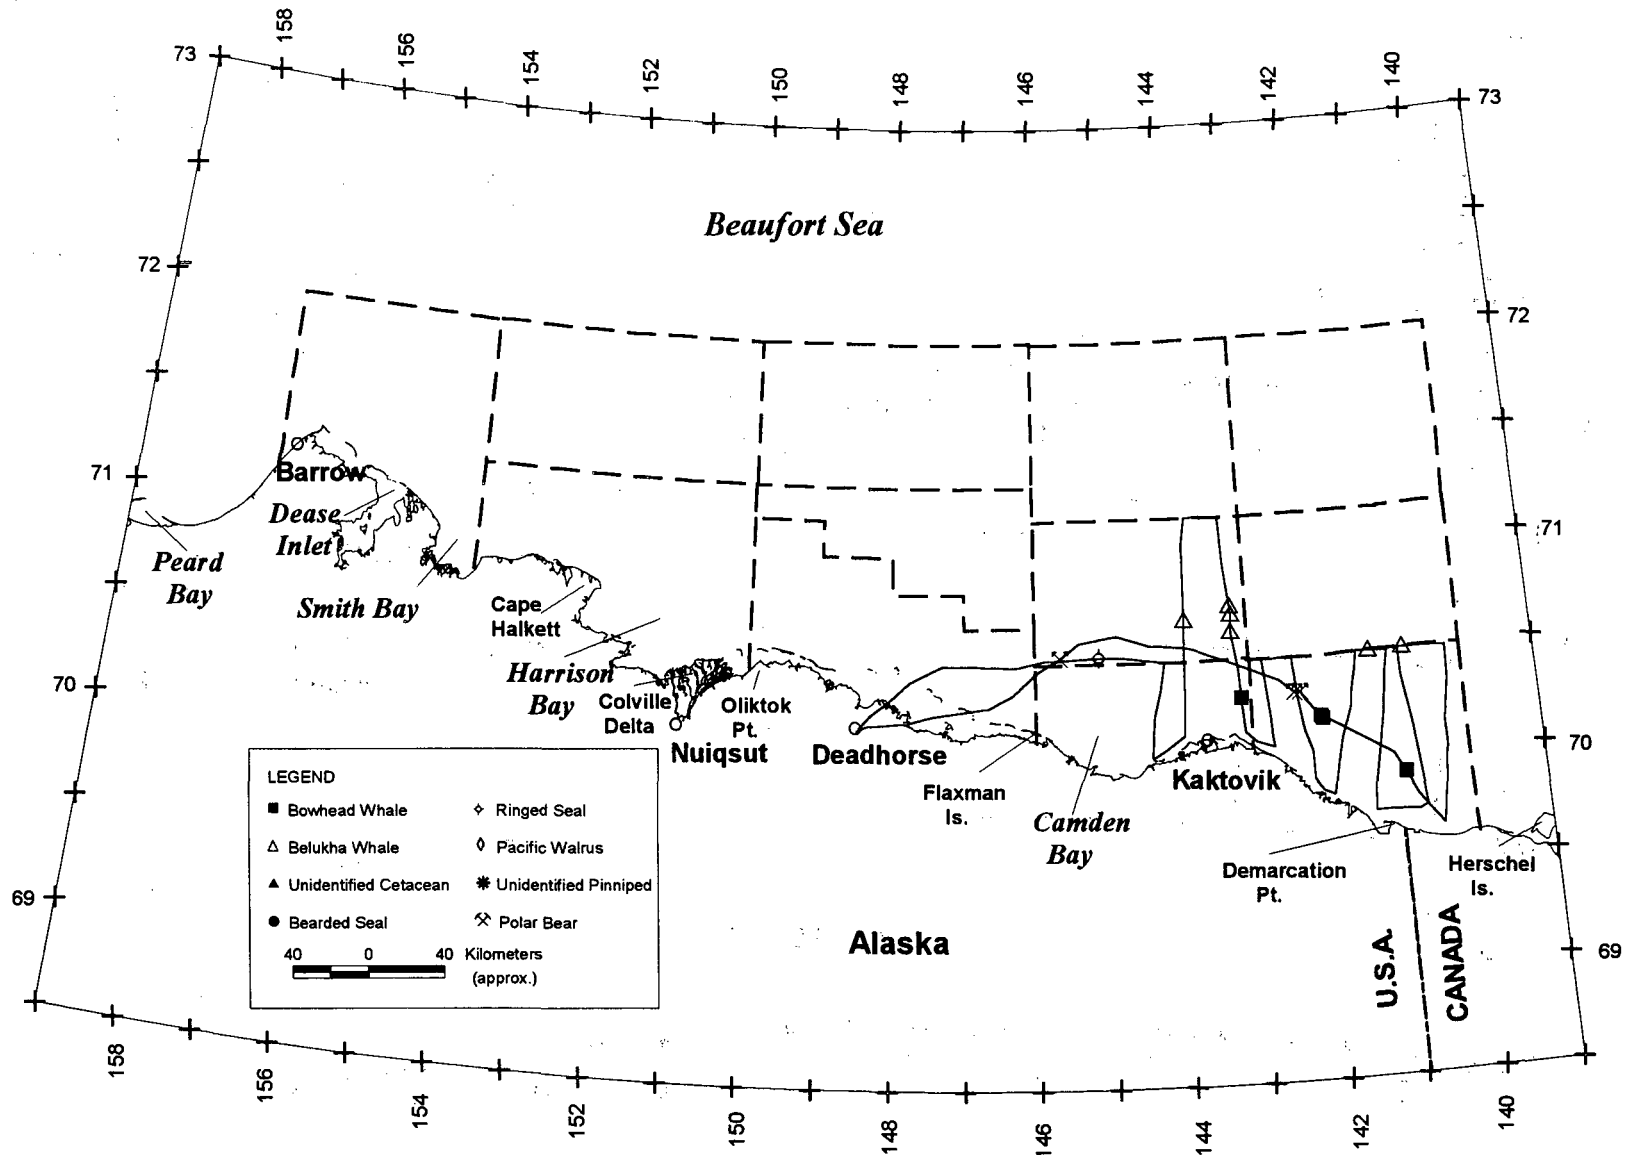 158
156
154
152
150
148
146
144
142
140
73
73
Beaufort Sea
72
72
71
71
Barrow
Dease
Inlet
Peard
Bay
Smith Bay
Cape
Halkett
Harrison
Bay
70
70
Colville
Delta
Oliktok
Pt.
Nuiqsut
Deadhorse
Flaxman
Is.
Camden
Bay
Kaktovik
Demarcation
Pt.
Herschel
Is.
LEGEND
Bowhead Whale
Ringed Seal
Belukha Whale
Pacific Walrus
Unidentified Cetacean
Unidentified Pinniped
Bearded Seal
Polar Bear
40 0 40 Kilometers
(approx.)
69
69
Alaska
U.S.A.
CANADA
158
156
154
152
150
148
146
144
142
140